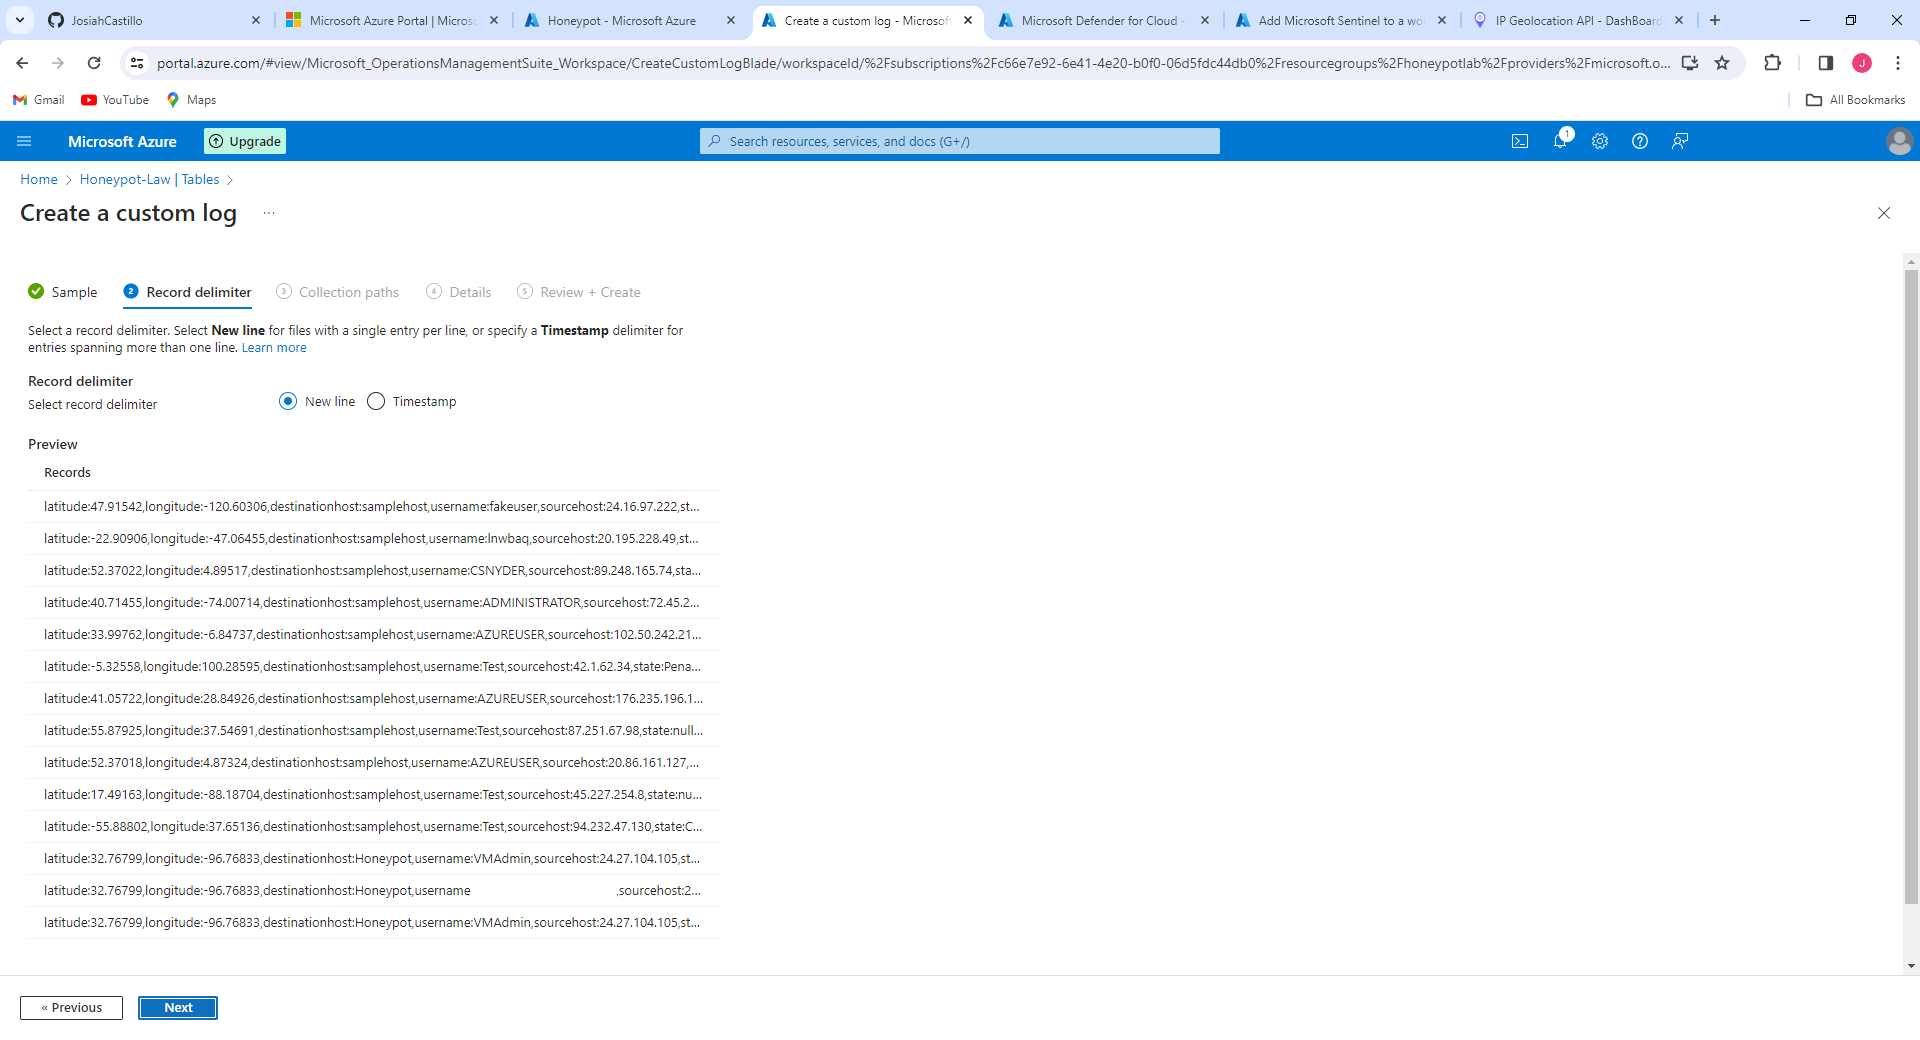 JosiahCastillo
Microsoft Azure Portal | Microso
Honeypot - Microsoft Azure
Create a custom log - Microsoft
Microsoft Defender for Cloud -
Add Microsoft Sentinel to a wo
IP Geolocation API - DashBoard
portal.azure.com/#view/Microsoft_OperationsManagementSuite_Workspace/CreateCustomLogBlade/workspaceId/%2Fsubscriptions%2Fc66e7e92-6e41-4e20-b0f0-06d5fdc44db0%2Fresourcegroups%2Fhoneypotlab%2Fproviders%2Fmicrosoft.o...
J
Gmail YouTube Maps All Bookmarks
Microsoft Azure Upgrade Search resources, services, and docs (G+/) 1
Home > Honeypot-Law | Tables >
Create a custom log ...
Sample 2 Record delimiter 3 Collection paths 4 Details 5 Review + Create
Select a record delimiter. Select New line for files with a single entry per line, or specify a Timestamp delimiter for
entries spanning more than one line. Learn more
Record delimiter
Select record delimiter New line Timestamp
Preview
Records
latitude:47.91542,longitude:-120.60306,destinationhost:samplehost,username:fakeuser,sourcehost:24.16.97.222,st...
latitude:-22.90906,longitude:-47.06455,destinationhost:samplehost,username:lnwbaq,sourcehost:20.195.228.49,st...
latitude:52.37022,longitude:4.89517,destinationhost:samplehost,username:CSNYDER,sourcehost:89.248.165.74,sta...
latitude:40.71455,longitude:-74.00714,destinationhost:samplehost,username:ADMINISTRATOR,sourcehost:72.45.2...
latitude:33.99762,longitude:-6.84737,destinationhost:samplehost,username:AZUREUSER,sourcehost:102.50.242.21...
latitude:-5.32558,longitude:100.28595,destinationhost:samplehost,username:Test,sourcehost:42.1.62.34,state:Pena...
latitude:41.05722,longitude:28.84926,destinationhost:samplehost,username:AZUREUSER,sourcehost:176.235.196.1...
latitude:55.87925,longitude:37.54691,destinationhost:samplehost,username:Test,sourcehost:87.251.67.98,state:null...
latitude:52.37018,longitude:4.87324,destinationhost:samplehost,username:AZUREUSER,sourcehost:20.86.161.127,...
latitude:17.49163,longitude:-88.18704,destinationhost:samplehost,username:Test,sourcehost:45.227.254.8,state:nu...
latitude:-55.88802,longitude:37.65136,destinationhost:samplehost,username:Test,sourcehost:94.232.47.130,state:C...
latitude:32.76799,longitude:-96.76833,destinationhost:Honeypot,username:VMAdmin,sourcehost:24.27.104.105,st...
latitude:32.76799,longitude:-96.76833,destinationhost:Honeypot,username ,sourcehost:2...
latitude:32.76799,longitude:-96.76833,destinationhost:Honeypot,username:VMAdmin,sourcehost:24.27.104.105,st...
« Previous Next